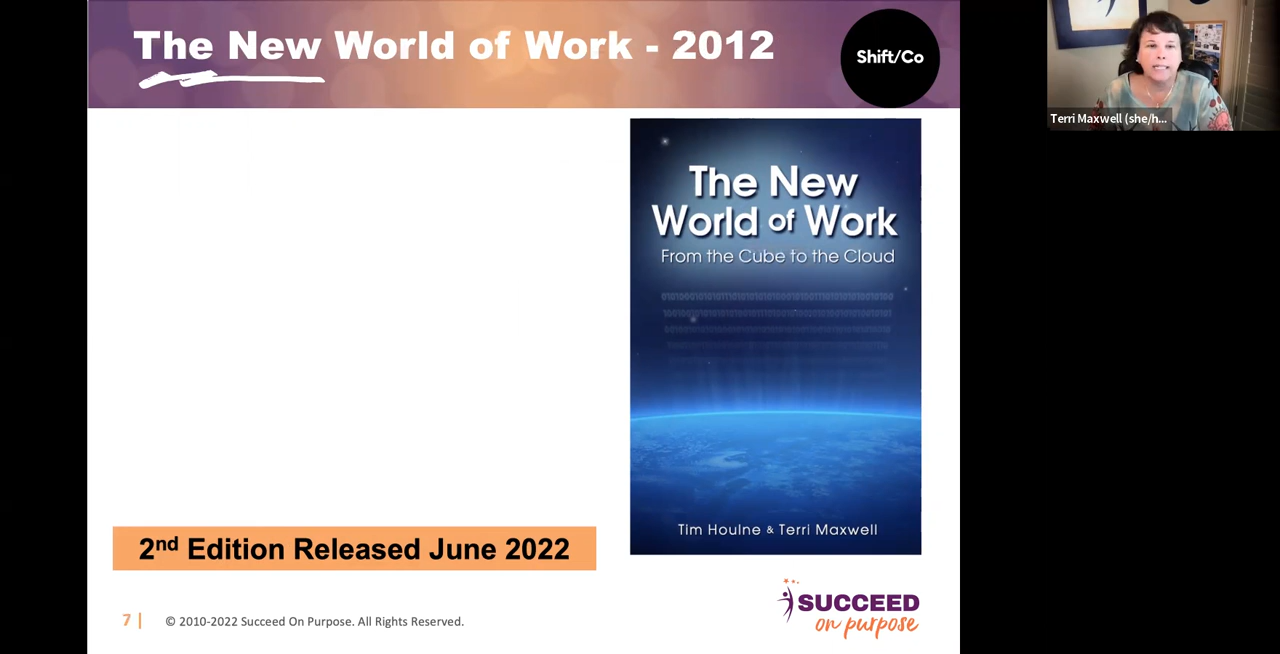 The New World of Work - 2012
Shift/Co
Terri Maxwell (she/h...
The New
World of Work
From the Cube to the Cloud
Tim Houlne & Terri Maxwell
2nd Edition Released June 2022
7 |
© 2010-2022 Succeed On Purpose. All Rights Reserved.
SUCCEED
on purpose